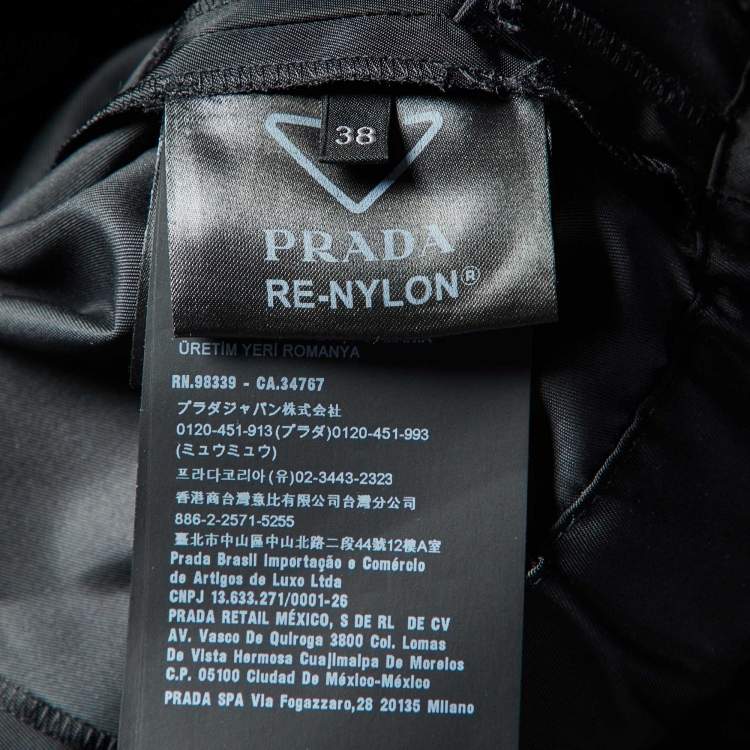 38
PRADA
RE-NYLON®
ÜRETİM YERİ ROMANYA
RN.98339 - CA.34767
プラダジャパン株式会社
0120-451-913(プラダ)0120-451-993
(ミュウミュウ)
프라다코리아(유)02-3443-2323
香港商台灣意比有限公司台灣分公司
886-2-2571-5255
臺北市中山區中山北路二段44號12樓A室
Prada Brasil Importação e Comércio
de Artigos de Luxo Ltda
CNPJ 13.633.271/0001-26
PRADA RETAIL MÉXICO, S DE RL DE CV
AV. Vasco De Quiroga 3800 Col. Lomas
De Vista Hermosa Cuajimalpa De Morelos
C.P. 05100 Ciudad De México-México
PRADA SPA Via Fogazzaro,28 20135 Milano